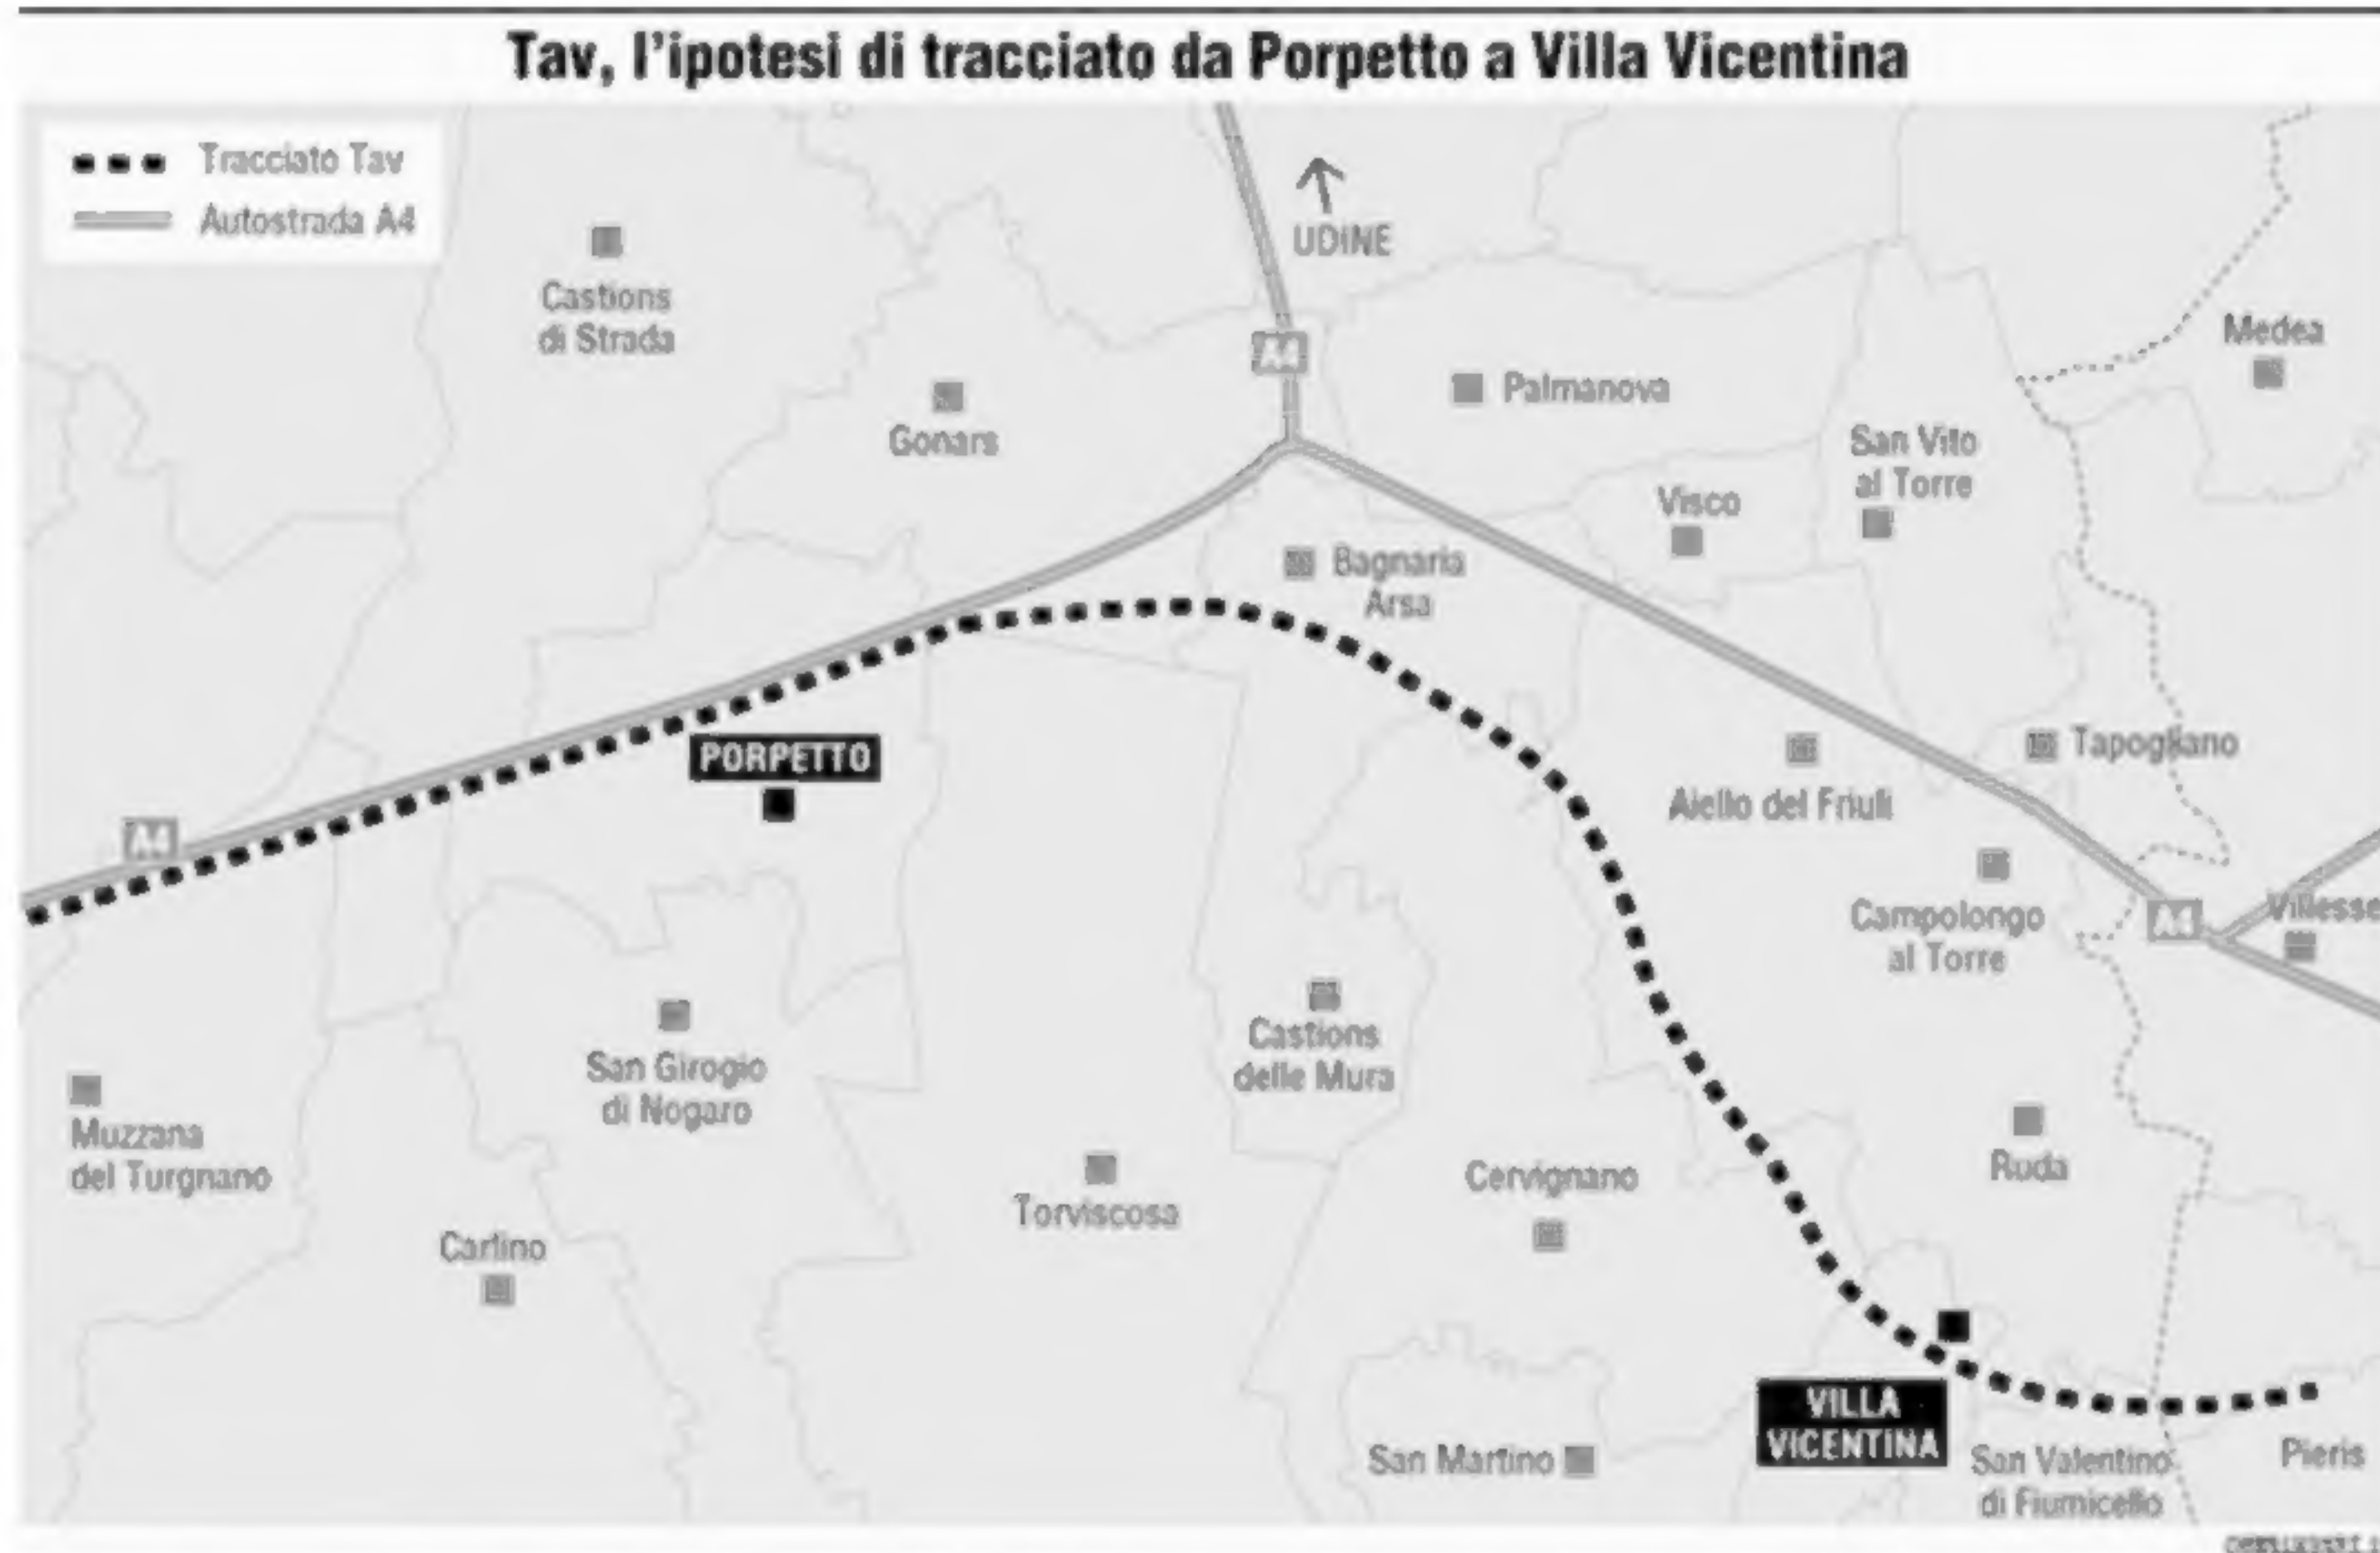 Tav, l'ipotesi di tracciato da Porpetto a Villa Vicentina
Tracciato Tav
Autostrada A4
UDINE
Castions
di Strada
Medea
A4
Palmanova
Gonars
San Vito
al Torre
Visco
Bagnaria
Arsa
Tapogliano
PORPETTO
Aiello del Friuli
A4
Campolongo
al Torre
A4
Villesse
Castions
delle Mura
San Girogio
di Nogaro
Muzzana
del Turgnano
Ruda
Cervignano
Torviscosa
Carlino
VILLA
VICENTINA
San Martino
San Valentino
di Fiumicello
Pieris